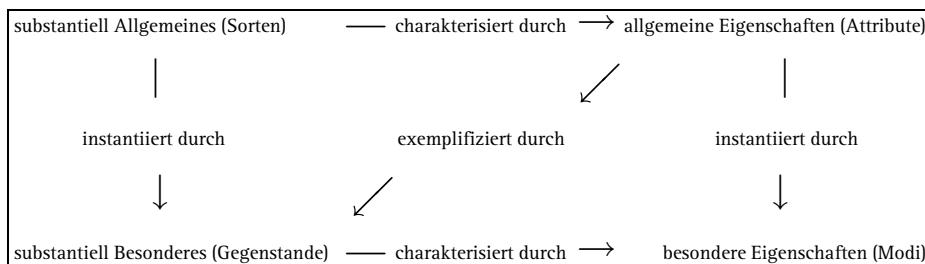 substantiell Allgemeines (Sorten) charakterisiert durch allgemeine Eigenschaften (Attribute)
instantiiert durch exemplifiziert durch instantiiert durch
substantiell Besonderes (Gegenstande) charakterisiert durch besondere Eigenschaften (Modi)